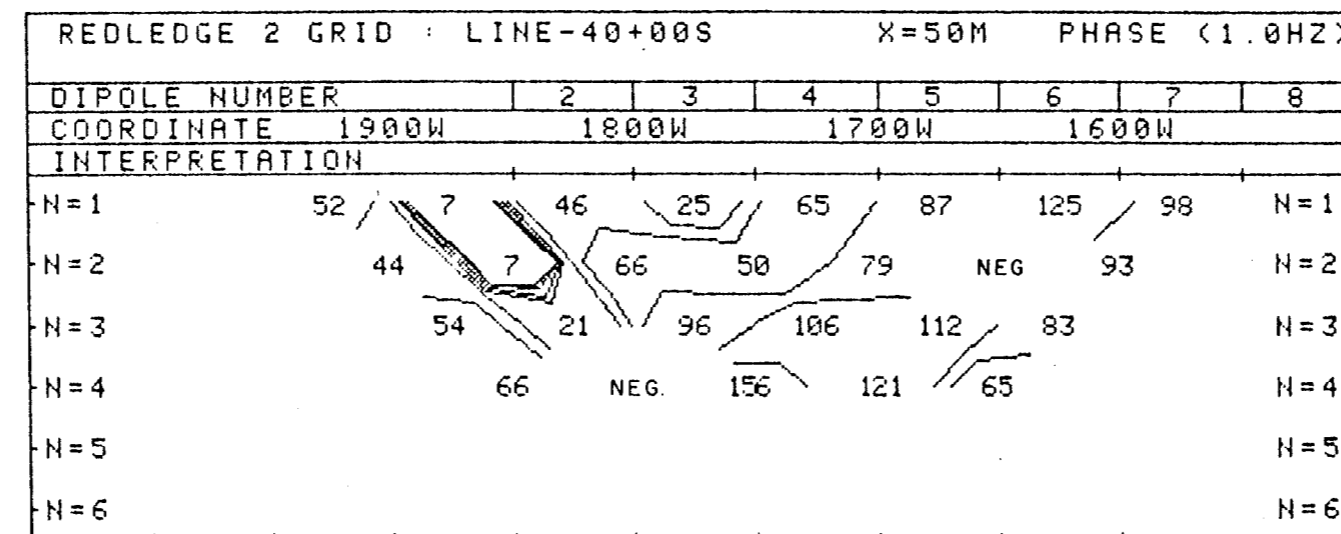 REDLEDGE 2 GRID : LINE-40+00S X=50M PHASE (1.0HZ)
DIPOLE NUMBER 2 3 4 5 6 7 8
COORDINATE 1900W 1800W 1700W 1600W
INTERPRETATION
N=1 52 7 46 25 65 87 125 98 N=1
N=2 44 7 66 50 79 NEG 93 N=2
N=3 54 21 96 106 112 83 N=3
N=4 66 NEG. 156 121 65 N=4
N=5 N=5
N=6 N=6